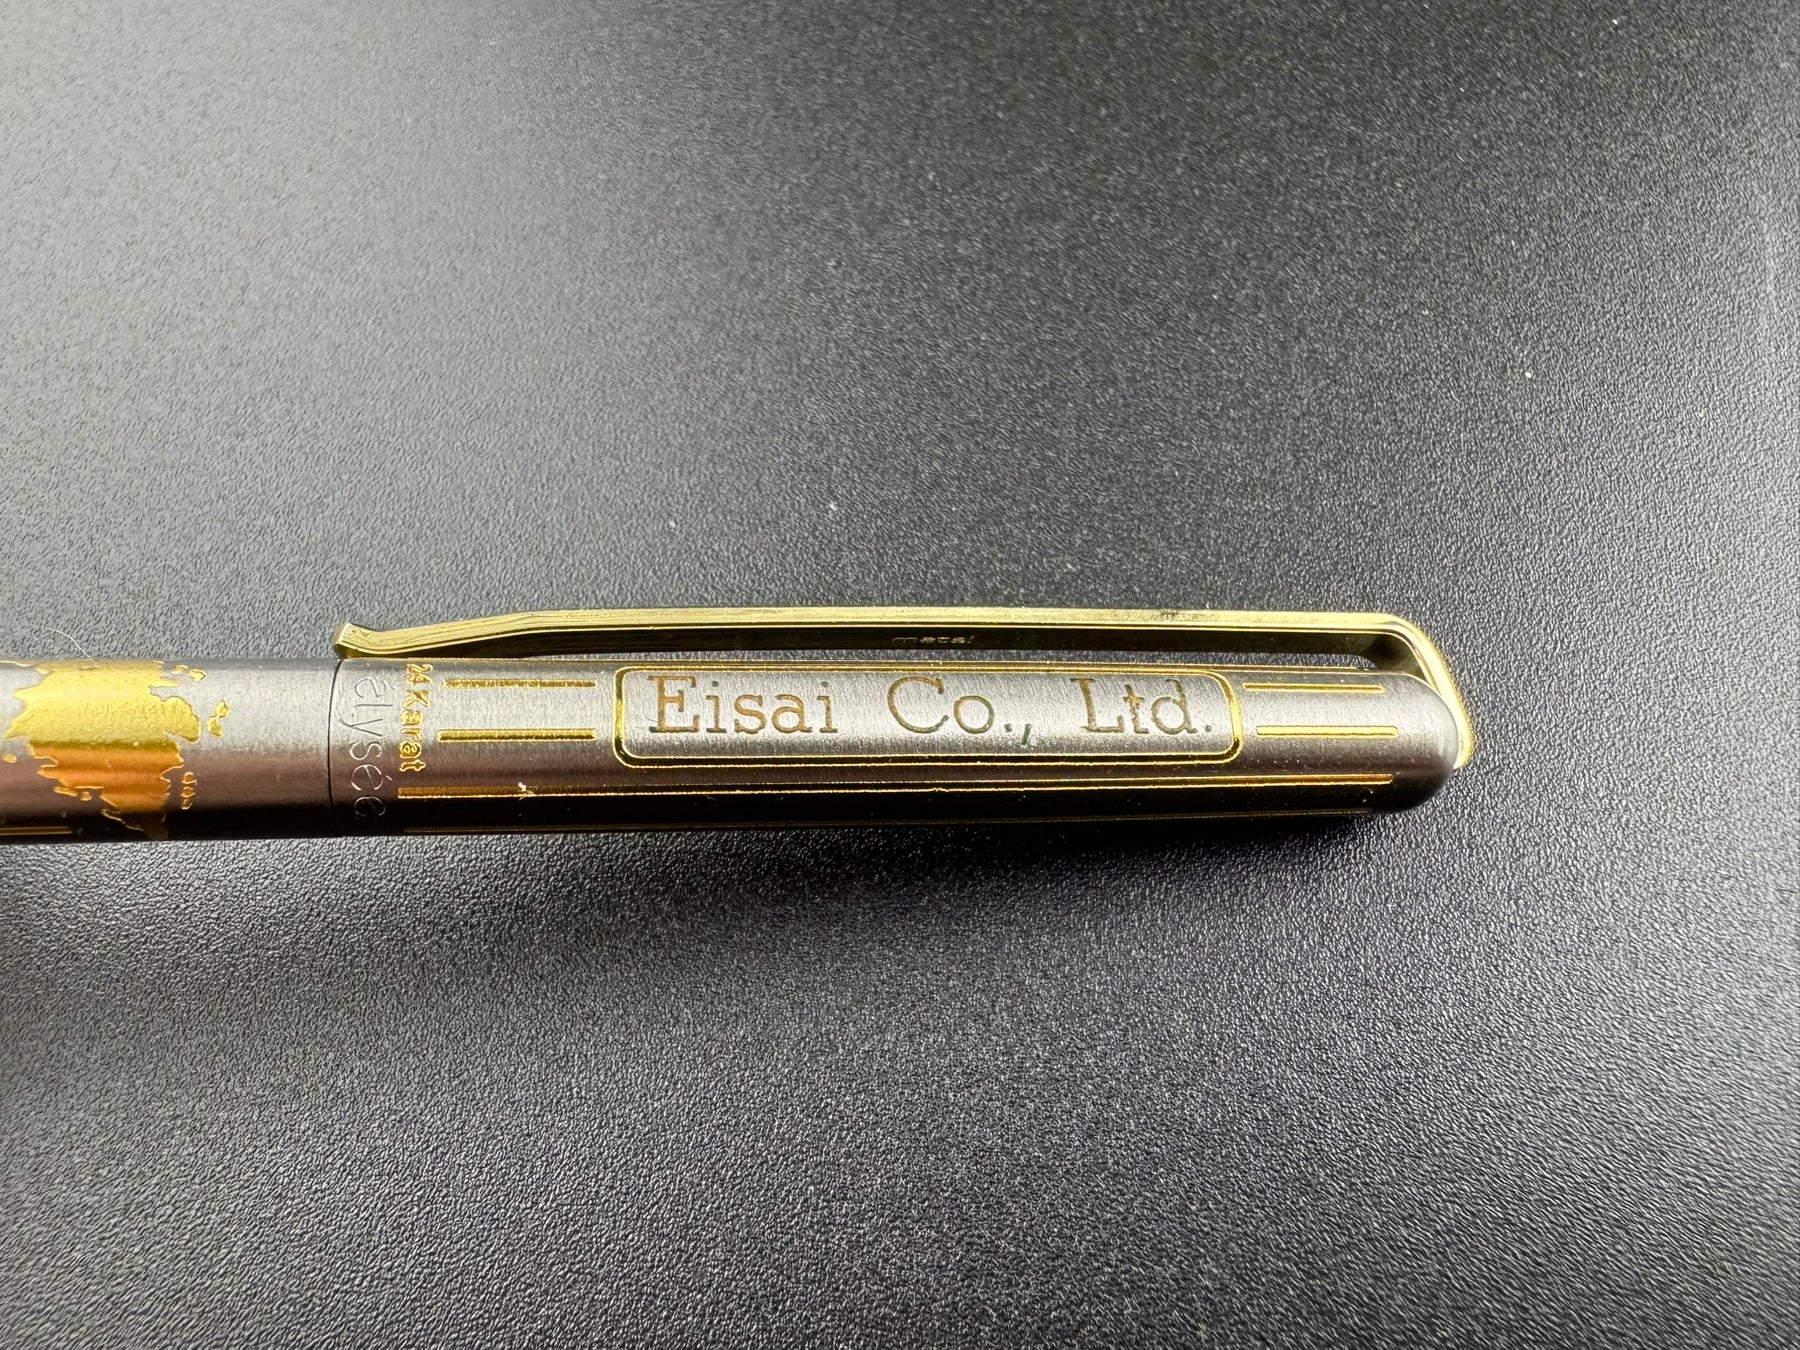 metal
Eisai Co., Ltd.
24 Karat
élysée